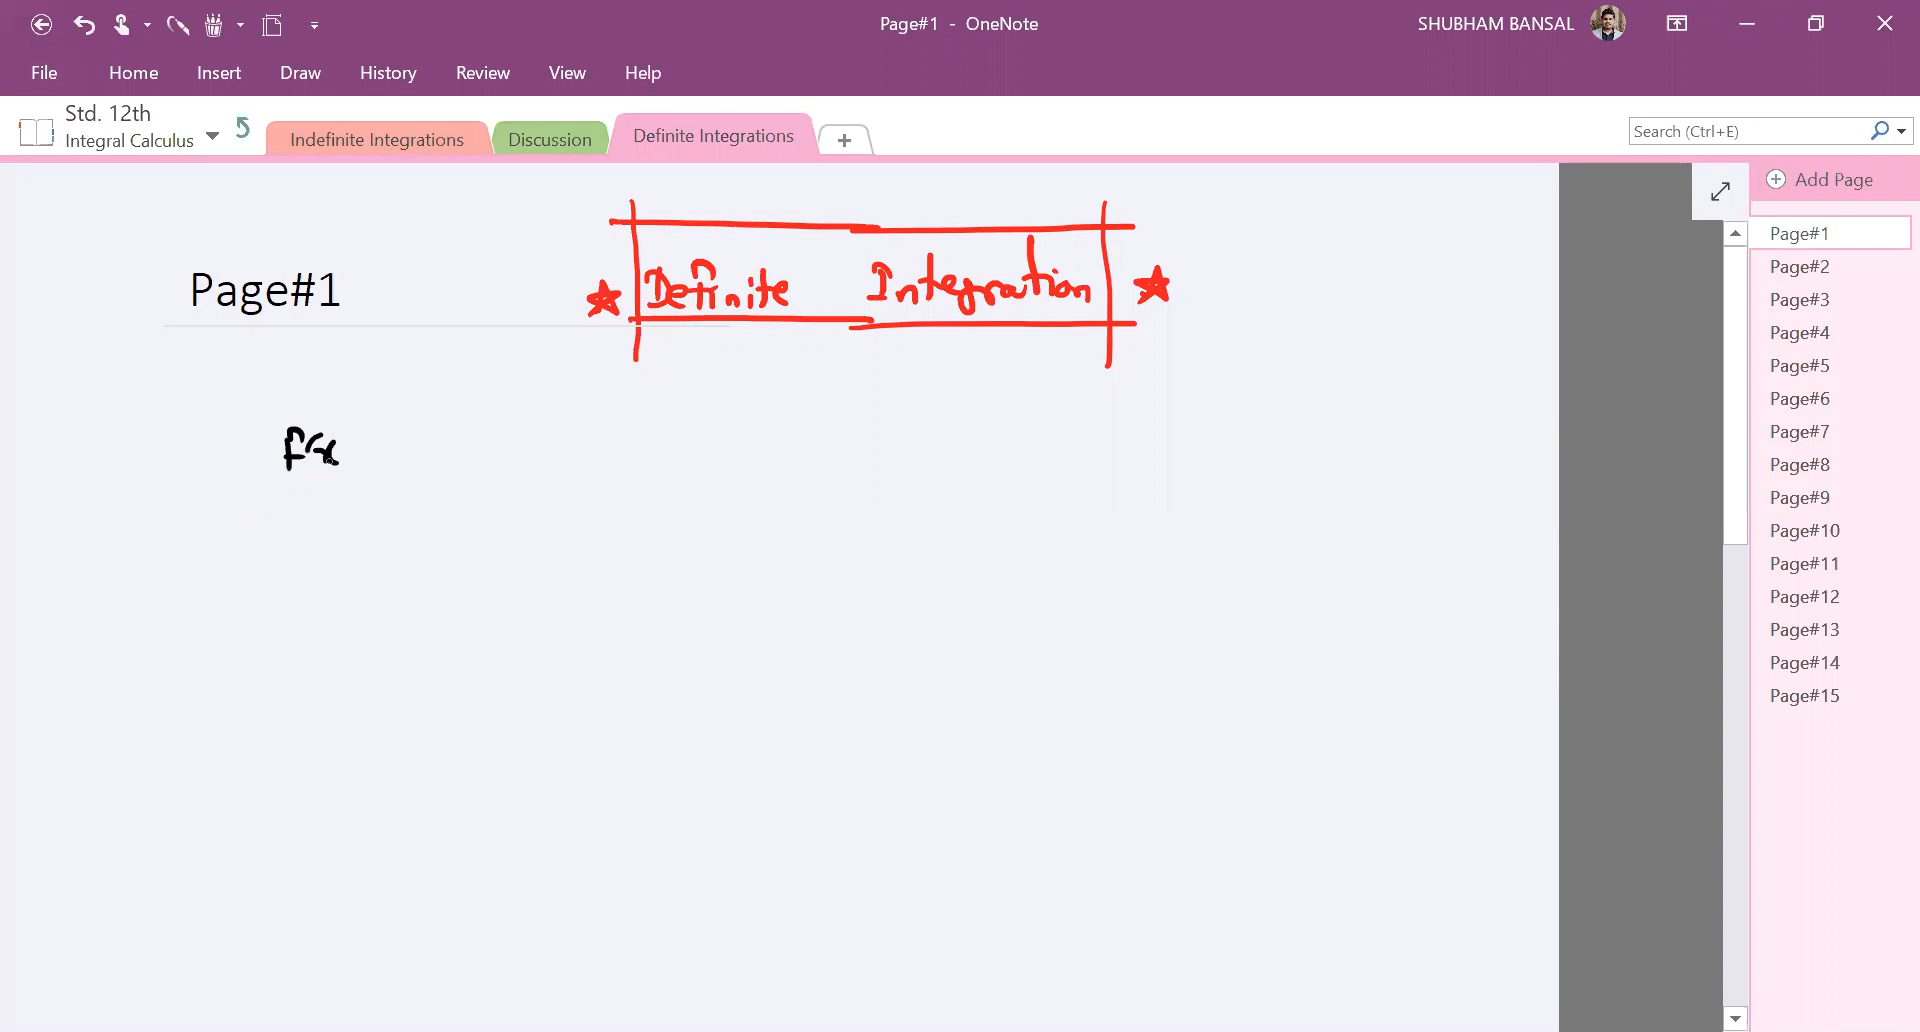 Page#1 - OneNote
SHUBHAM BANSAL
File Home Insert Draw History Review View Help
Std. 12th
Integral Calculus
Indefinite Integrations
Discussion
Definite Integrations
Search (Ctrl+E)
Add Page
Page#1
Definite Integration
f(x
Page#1
Page#2
Page#3
Page#4
Page#5
Page#6
Page#7
Page#8
Page#9
Page#10
Page#11
Page#12
Page#13
Page#14
Page#15